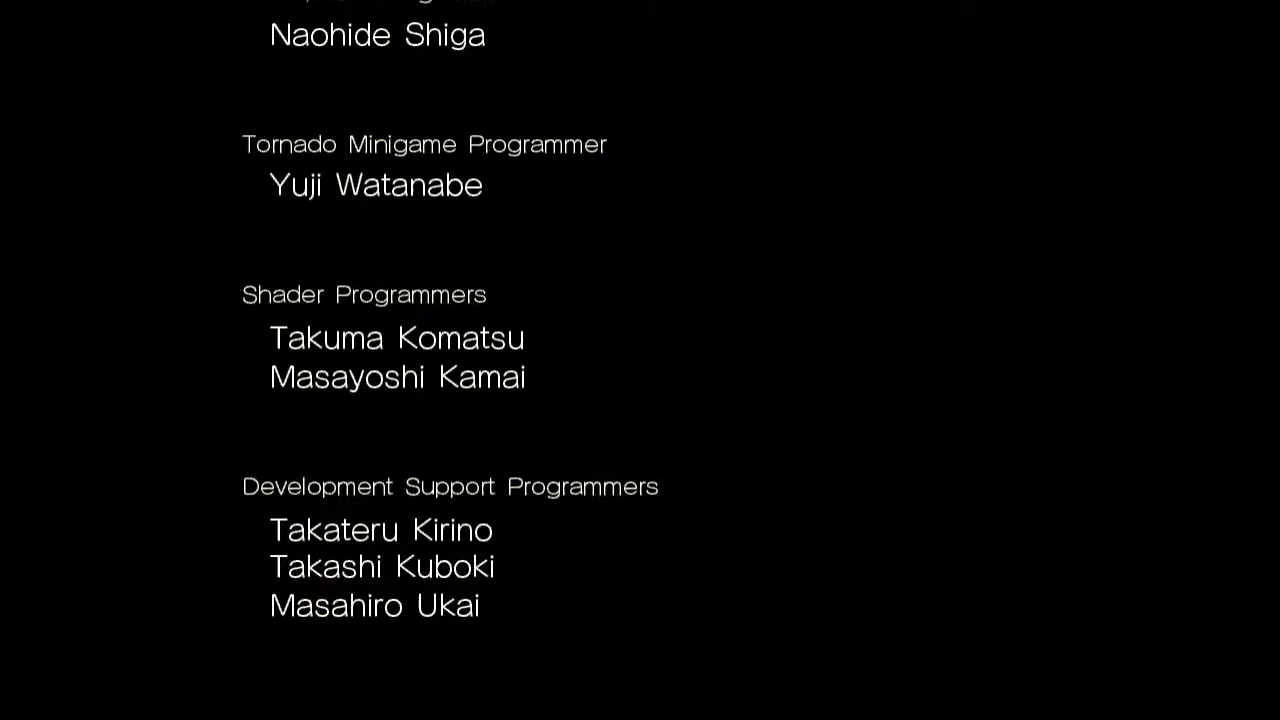 Naohide Shiga
Tornado Minigame Programmer
Yuji Watanabe
Shader Programmers
Takuma Komatsu
Masayoshi Kamai
Development Support Programmers
Takateru Kirino
Takashi Kuboki
Masahiro Ukai